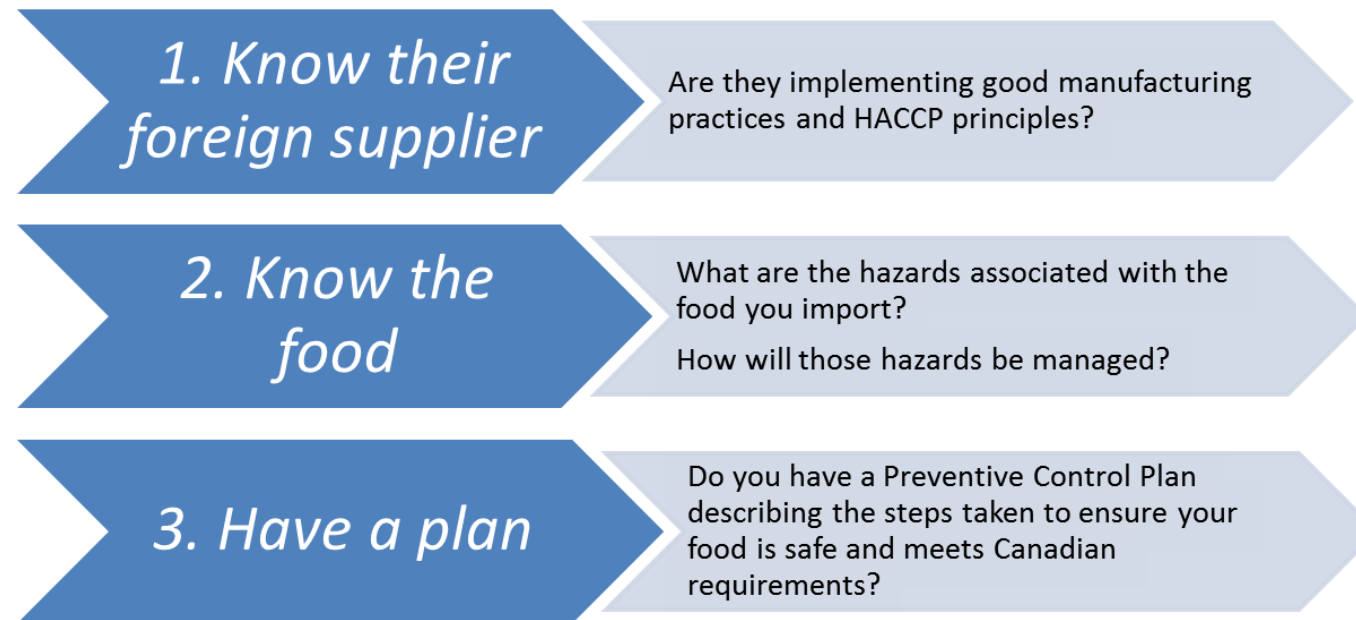 1. Know their
foreign supplier
Are they implementing good manufacturing
practices and HACCP principles?
2. Know the
food
What are the hazards associated with the
food you import?
How will those hazards be managed?
3. Have a plan
Do you have a Preventive Control Plan
describing the steps taken to ensure your
food is safe and meets Canadian
requirements?